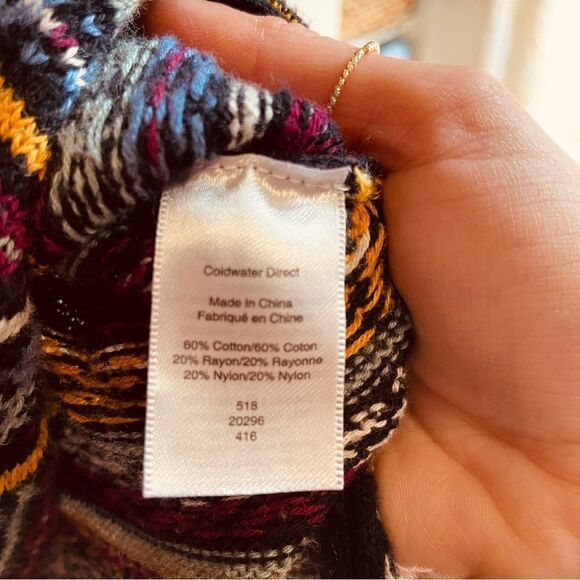 Coldwater Direct
Made in China
Fabriqué en Chine
60% Cotton/60% Coton
20% Rayon/20% Rayonne
20% Nylon/20% Nylon
518
20296
416